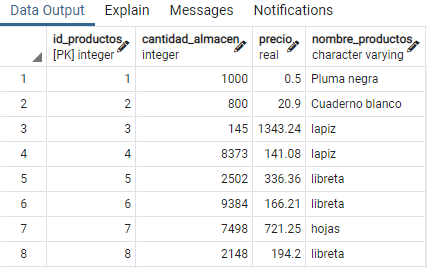 Data Output Explain Messages Notifications
id_productos cantidad_almacen precio nombre_productos
[PK] integer integer real character varying
1 1 1000 0.5 Pluma negra
2 2 800 20.9 Cuaderno blanco
3 3 145 1343.24 lapiz
4 4 8373 141.08 lapiz
5 5 2502 336.36 libreta
6 6 9384 166.21 libreta
7 7 7498 721.25 hojas
8 8 2148 194.2 libreta